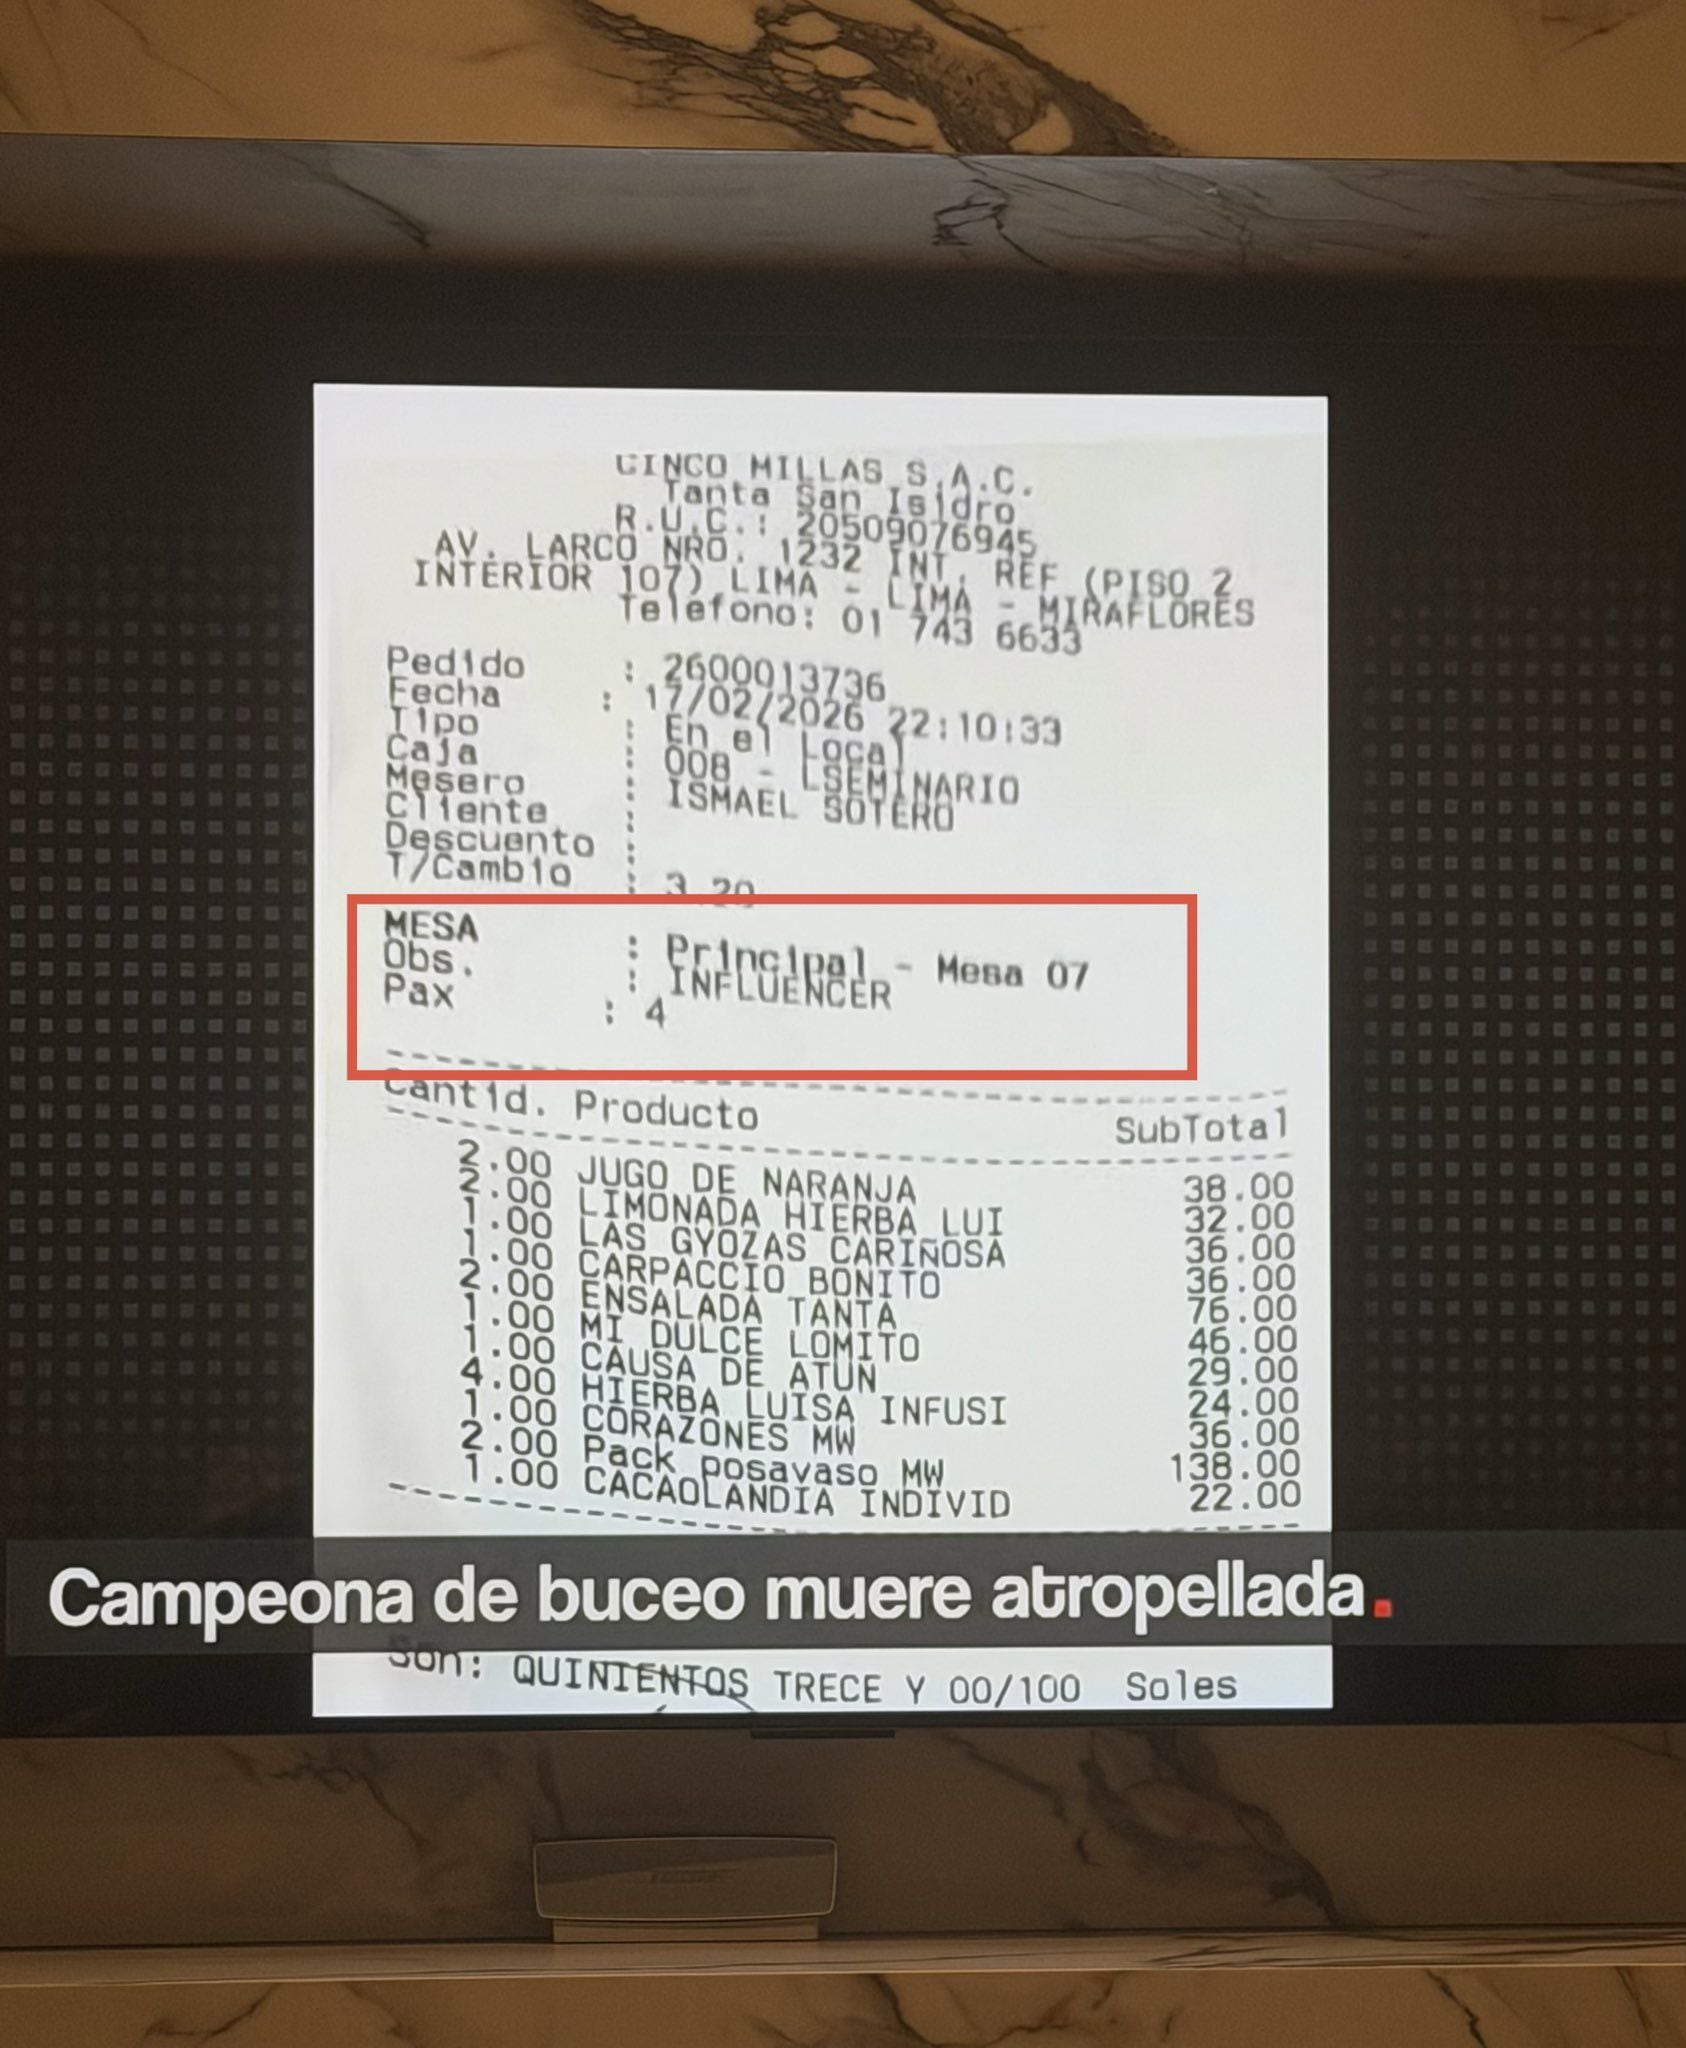 CINCO MILLAS S.A.C.
Tanta San Isidro
R.U.C.: 20509076945
AV. LARCO NRO. 1232 INT. REF (PISO 2
INTERIOR 107) LIMA - LIMA - MIRAFLORES
Telefono: 01 743 6633
Pedido : 2600013736
Fecha : 17/02/2026 22:10:33
Tipo : En el Local
Caja : 008 - LSEMINARIO
Mesero : ISMAEL SOTERO
Cliente :
Descuento :
T/Cambio : 3.20
MESA : Principal - Mesa 07
Obs. : INFLUENCER
Pax : 4
Cantid. Producto SubTotal
2.00 JUGO DE NARANJA 38.00
2.00 LIMONADA HIERBA LUI 32.00
1.00 LAS GYOZAS CARIÑOSA 36.00
1.00 CARPACCIO BONITO 36.00
2.00 ENSALADA TANTA 76.00
1.00 MI DULCE LOMITO 46.00
1.00 CAUSA DE ATUN 29.00
4.00 HIERBA LUISA INFUSI 24.00
1.00 CORAZONES MW 36.00
2.00 Pack posavaso MW 138.00
1.00 CACAOLANDIA INDIVID 22.00
Campeona de buceo muere atropellada.
Son: QUINIENTOS TRECE Y 00/100 Soles